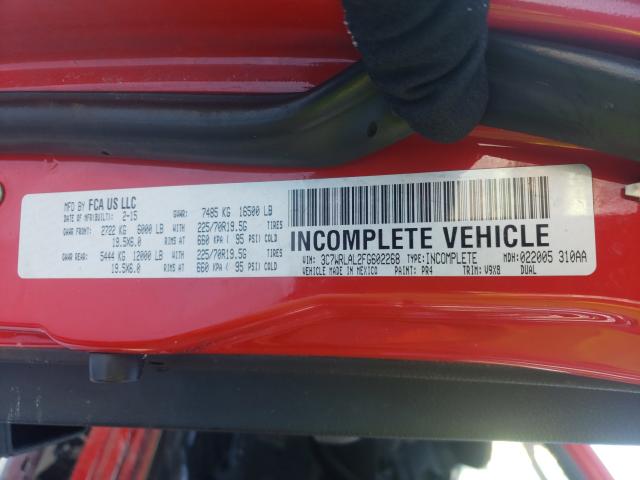 MFD BY FCA US LLC
DATE OF MFR(BUILT): 2-15 GVWR: 7485 KG 16500 LB
GAWR FRONT: 2722 KG 6000 LB WITH 225/70R19.5G TIRES
19.5X6.0 RIMS AT 660 KPA ( 95 PSI) COLD
GAWR REAR: 5444 KG 12000 LB WITH 225/70R19.5G TIRES
19.5X6.0 RIMS AT 660 KPA ( 95 PSI) COLD
INCOMPLETE VEHICLE
VIN: 3C7WRLAL2FG602268 TYPE:INCOMPLETE MDH:022005 310AA
VEHICLE MADE IN MEXICO PAINT: PR4 TRIM: V9X8 DUAL